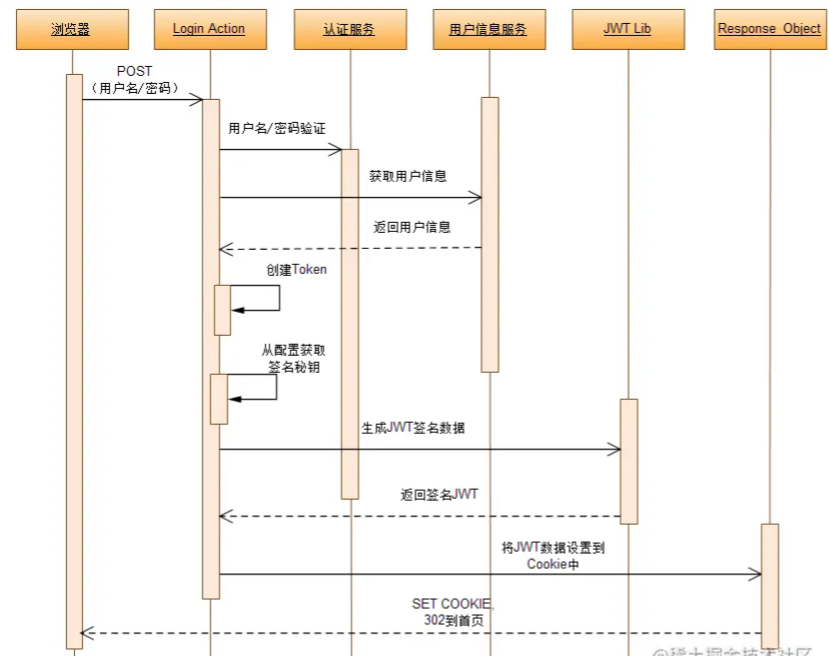 浏览器
Login Action
认证服务
用户信息服务
JWT Lib
Response Object
POST
（用户名/密码）
用户名/密码验证
获取用户信息
返回用户信息
创建Token
从配置获取
签名秘钥
生成JWT签名数据
返回签名JWT
将JWT数据设置到
Cookie中
SET COOKIE,
302到首页
@稀土掘金技术社区